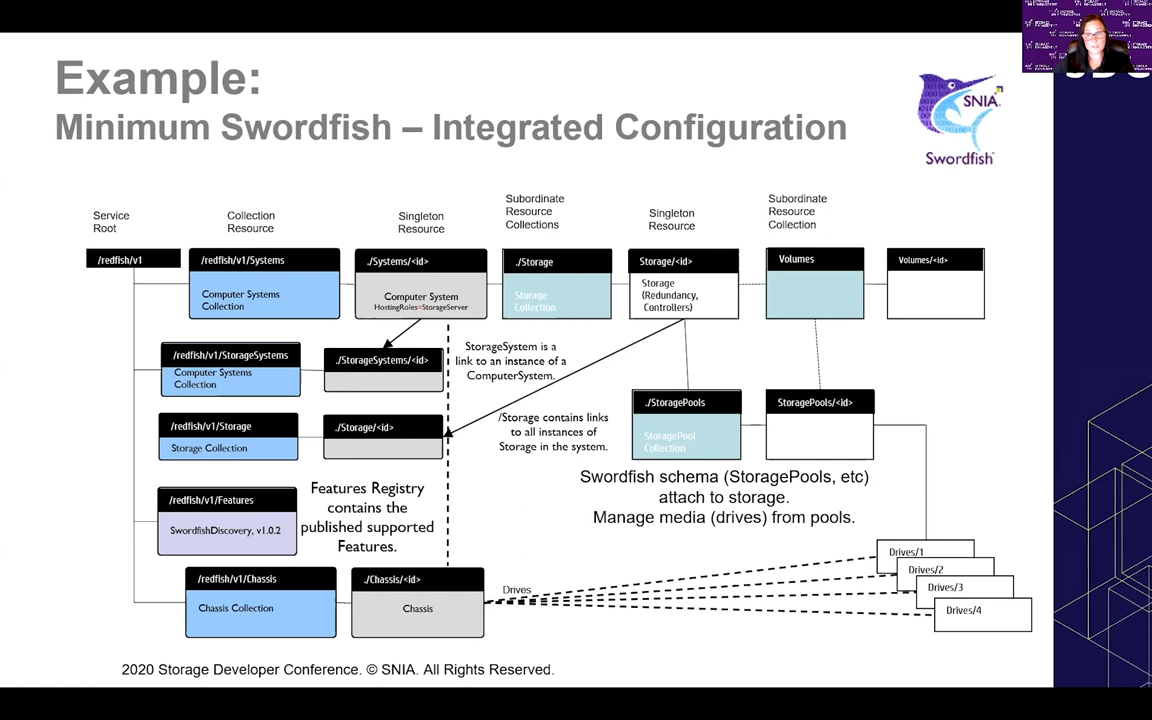 Example:
Minimum Swordfish – Integrated Configuration
SNIA
Swordfish
Service
Root
Collection
Resource
Singleton
Resource
Subordinate
Resource
Collections
Singleton
Resource
Subordinate
Resource
Collection
/redfish/v1
/redfish/v1/Systems
Computer Systems
Collection
./Systems/<id>
Computer System
HostingRoles=StorageServer
./Storage
Storage
Collection
Storage/<id>
Storage
(Redundancy,
Controllers)
Volumes
Volumes/<id>
/redfish/v1/StorageSystems
Computer Systems
Collection
./StorageSystems/<id>
StorageSystem is a
link to an instance of a
ComputerSystem.
/redfish/v1/Storage
Storage Collection
./Storage/<id>
/Storage contains links
to all instances of
Storage in the system.
./StoragePools
StoragePool
Collection
StoragePools/<id>
Swordfish schema (StoragePools, etc)
attach to storage.
Manage media (drives) from pools.
/redfish/v1/Features
SwordfishDiscovery, v1.0.2
Features Registry
contains the
published supported
Features.
/redfish/v1/Chassis
Chassis Collection
./Chassis/<id>
Chassis
Drives
Drives/1
Drives/2
Drives/3
Drives/4
2020 Storage Developer Conference. © SNIA. All Rights Reserved.